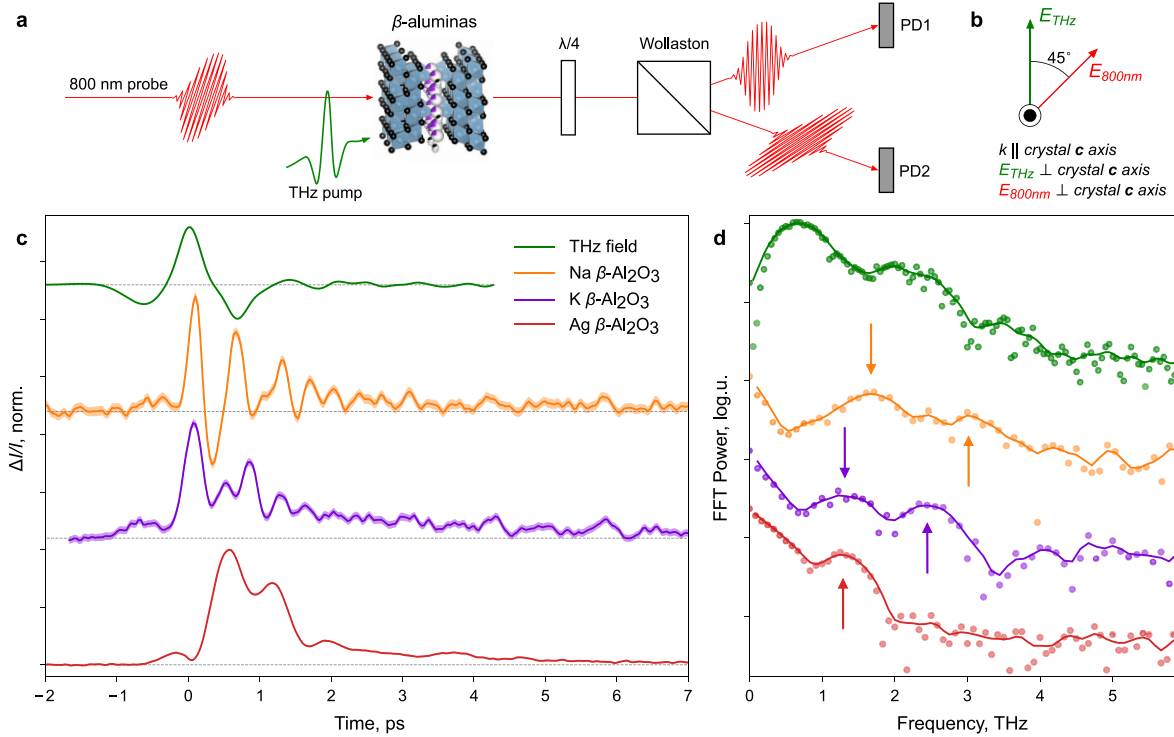 a
β-aluminas
800 nm probe
THz pump
λ/4
Wollaston
PD1
PD2
b
E_THz
45°
E_800nm
k ∥ crystal c axis
E_THz ⊥ crystal c axis
E_800nm ⊥ crystal c axis
c
THz field
Na β-Al2O3
K β-Al2O3
Ag β-Al2O3
ΔI/I, norm.
−2 −1 0 1 2 3 4 5 6 7
Time, ps
d
FFT Power, log.u.
0 1 2 3 4 5
Frequency, THz